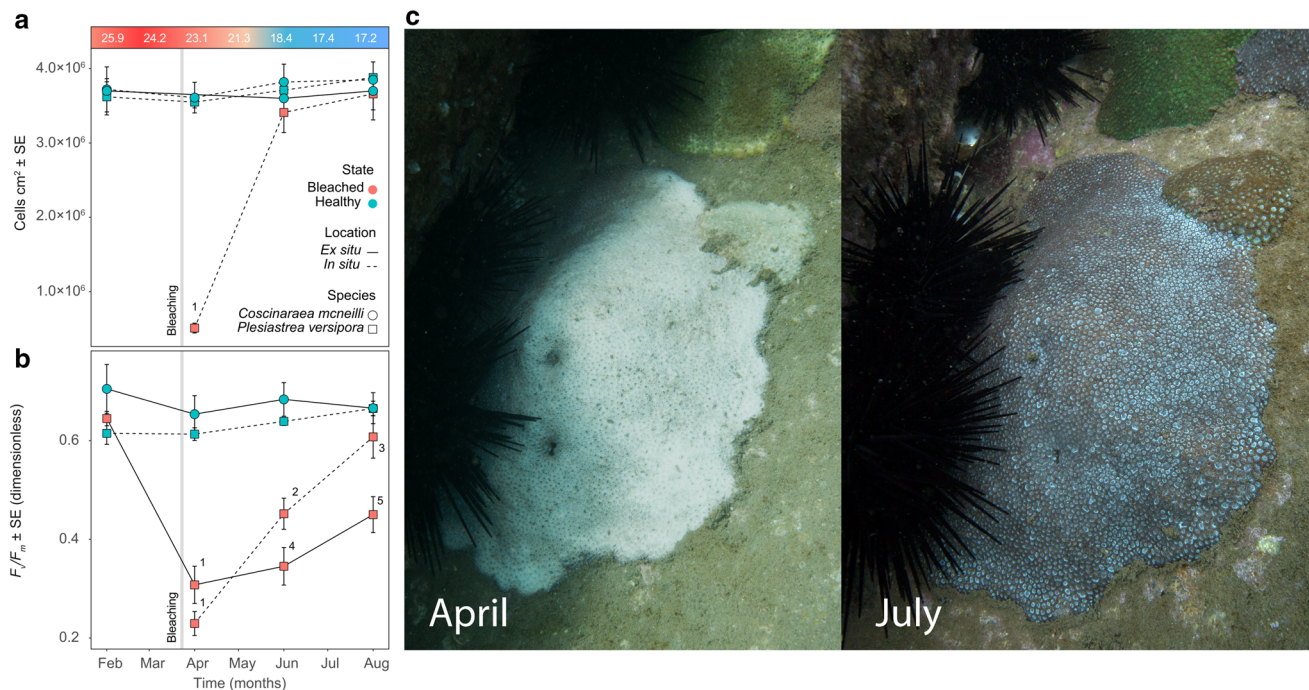 a
25.9 24.2 23.1 21.3 18.4 17.4 17.2
4.0×10⁶
3.0×10⁶
2.0×10⁶
1.0×10⁶
Cells cm² ± SE
State
Bleached
Healthy
Location
Ex situ
In situ
Species
Coscinaraea mcneilli
Plesiastrea versipora
Bleaching
1
b
0.6
0.4
0.2
Fv/Fm ± SE (dimensionless)
Bleaching
1
1
2
3
4
5
Feb Mar Apr May Jun Jul Aug
Time (months)
c
April
July